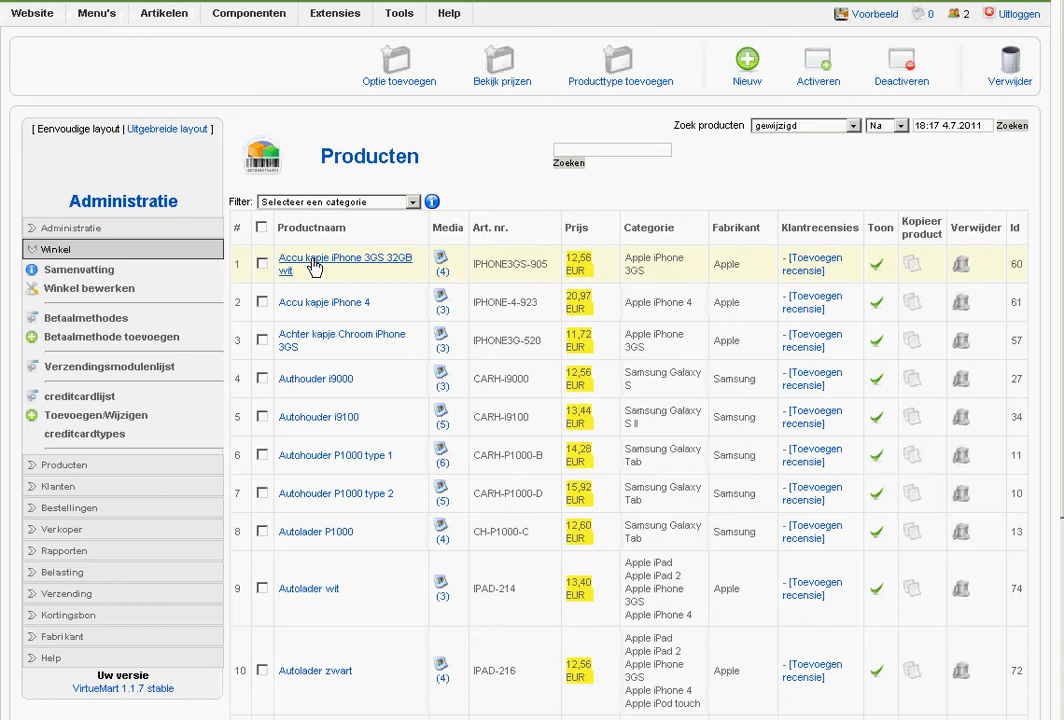 Website Menu's Artikelen Componenten Extensies Tools Help Voorbeeld 0 2 Uitloggen
Optie toevoegen Bekijk prijzen Producttype toevoegen Nieuw Activeren Deactiveren Verwijder
[ Eenvoudige layout | Uitgebreide layout ]
Administratie
Administratie
Winkel
Samenvatting
Winkel bewerken
Betaalmethodes
Betaalmethode toevoegen
Verzendingsmodulenlijst
creditcardlijst
Toevoegen/Wijzigen
creditcardtypes
Producten
Klanten
Bestellingen
Verkoper
Rapporten
Belasting
Verzending
Kortingsbon
Fabrikant
Help
Uw versie
VirtueMart 1.1.7 stable
Zoek producten gewijzigd Na 18:17 4.7.2011 Zoeken
Producten
Zoeken
Filter: Selecteer een categorie
# Productnaam Media Art. nr. Prijs Categorie Fabrikant Klantrecensies Toon Kopieer product Verwijder Id
1 Accu kapje iPhone 3GS 32GB wit (4) IPHONE3GS-905 12,56 EUR Apple iPhone 3GS Apple - [Toevoegen recensie] 60
2 Accu kapje iPhone 4 (3) IPHONE-4-923 20,97 EUR Apple iPhone 4 Apple - [Toevoegen recensie] 61
3 Achter kapje Chroom iPhone 3GS (3) IPHONE3G-520 11,72 EUR Apple iPhone 3GS Apple - [Toevoegen recensie] 57
4 Authouder i9000 (3) CARH-i9000 12,56 EUR Samsung Galaxy S Samsung - [Toevoegen recensie] 27
5 Autohouder i9100 (5) CARH-i9100 13,44 EUR Samsung Galaxy S II Samsung - [Toevoegen recensie] 34
6 Autohouder P1000 type 1 (6) CARH-P1000-B 14,28 EUR Samsung Galaxy Tab Samsung - [Toevoegen recensie] 11
7 Autohouder P1000 type 2 (5) CARH-P1000-D 15,92 EUR Samsung Galaxy Tab Samsung - [Toevoegen recensie] 10
8 Autolader P1000 (4) CH-P1000-C 12,60 EUR Samsung Galaxy Tab Samsung - [Toevoegen recensie] 13
9 Autolader wit (3) IPAD-214 13,40 EUR Apple iPad Apple iPad 2 Apple iPhone 3GS Apple iPhone 4 Apple - [Toevoegen recensie] 74
10 Autolader zwart (4) IPAD-216 12,56 EUR Apple iPad Apple iPad 2 Apple iPhone 3GS Apple iPhone 4 Apple iPod touch Apple - [Toevoegen recensie] 72